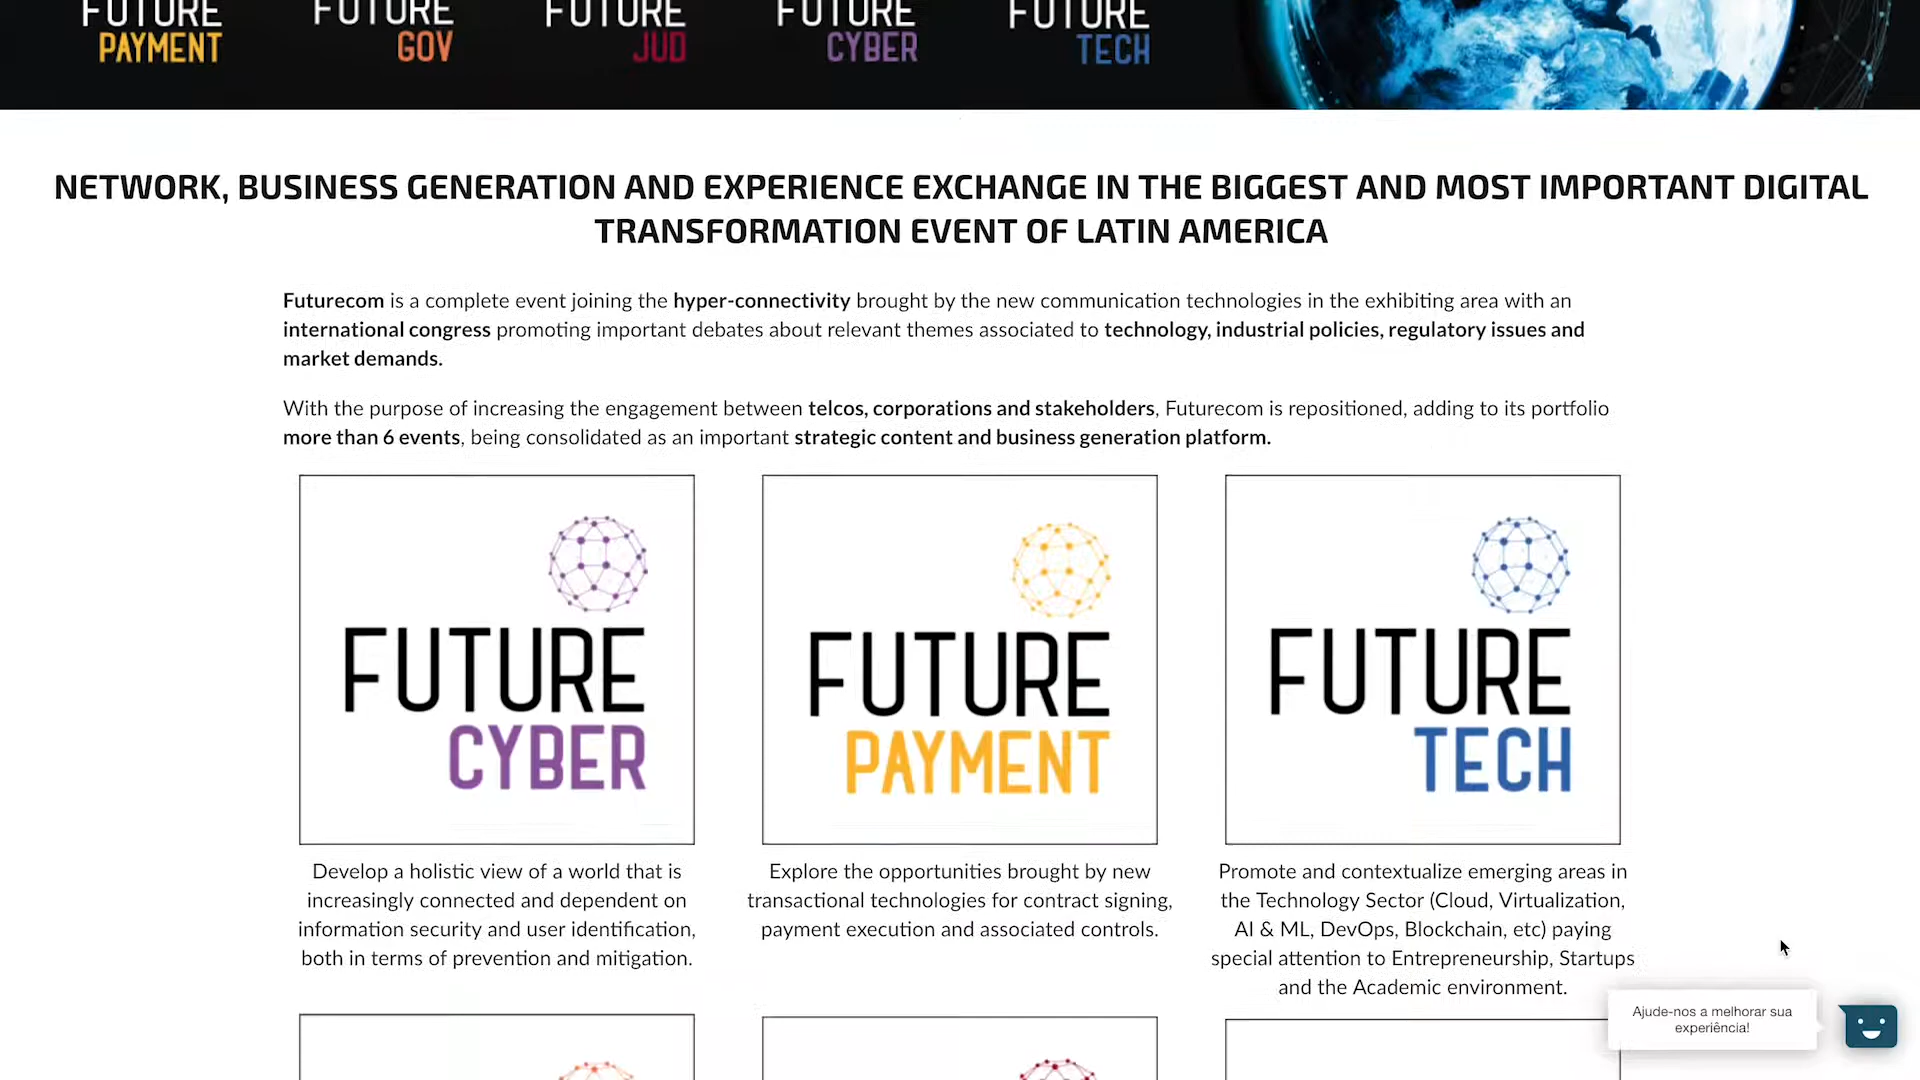 FUTURE
PAYMENT
FUTURE
GOV
FUTURE
JUD
FUTURE
CYBER
FUTURE
TECH
NETWORK, BUSINESS GENERATION AND EXPERIENCE EXCHANGE IN THE BIGGEST AND MOST IMPORTANT DIGITAL
TRANSFORMATION EVENT OF LATIN AMERICA
Futurecom is a complete event joining the hyper-connectivity brought by the new communication technologies in the exhibiting area with an
international congress promoting important debates about relevant themes associated to technology, industrial policies, regulatory issues and
market demands.
With the purpose of increasing the engagement between telcos, corporations and stakeholders, Futurecom is repositioned, adding to its portfolio
more than 6 events, being consolidated as an important strategic content and business generation platform.
FUTURE
CYBER
Develop a holistic view of a world that is
increasingly connected and dependent on
information security and user identification,
both in terms of prevention and mitigation.
FUTURE
PAYMENT
Explore the opportunities brought by new
transactional technologies for contract signing,
payment execution and associated controls.
FUTURE
TECH
Promote and contextualize emerging areas in
the Technology Sector (Cloud, Virtualization,
AI & ML, DevOps, Blockchain, etc) paying
special attention to Entrepreneurship, Startups
and the Academic environment.
Ajude-nos a melhorar sua
experiência!